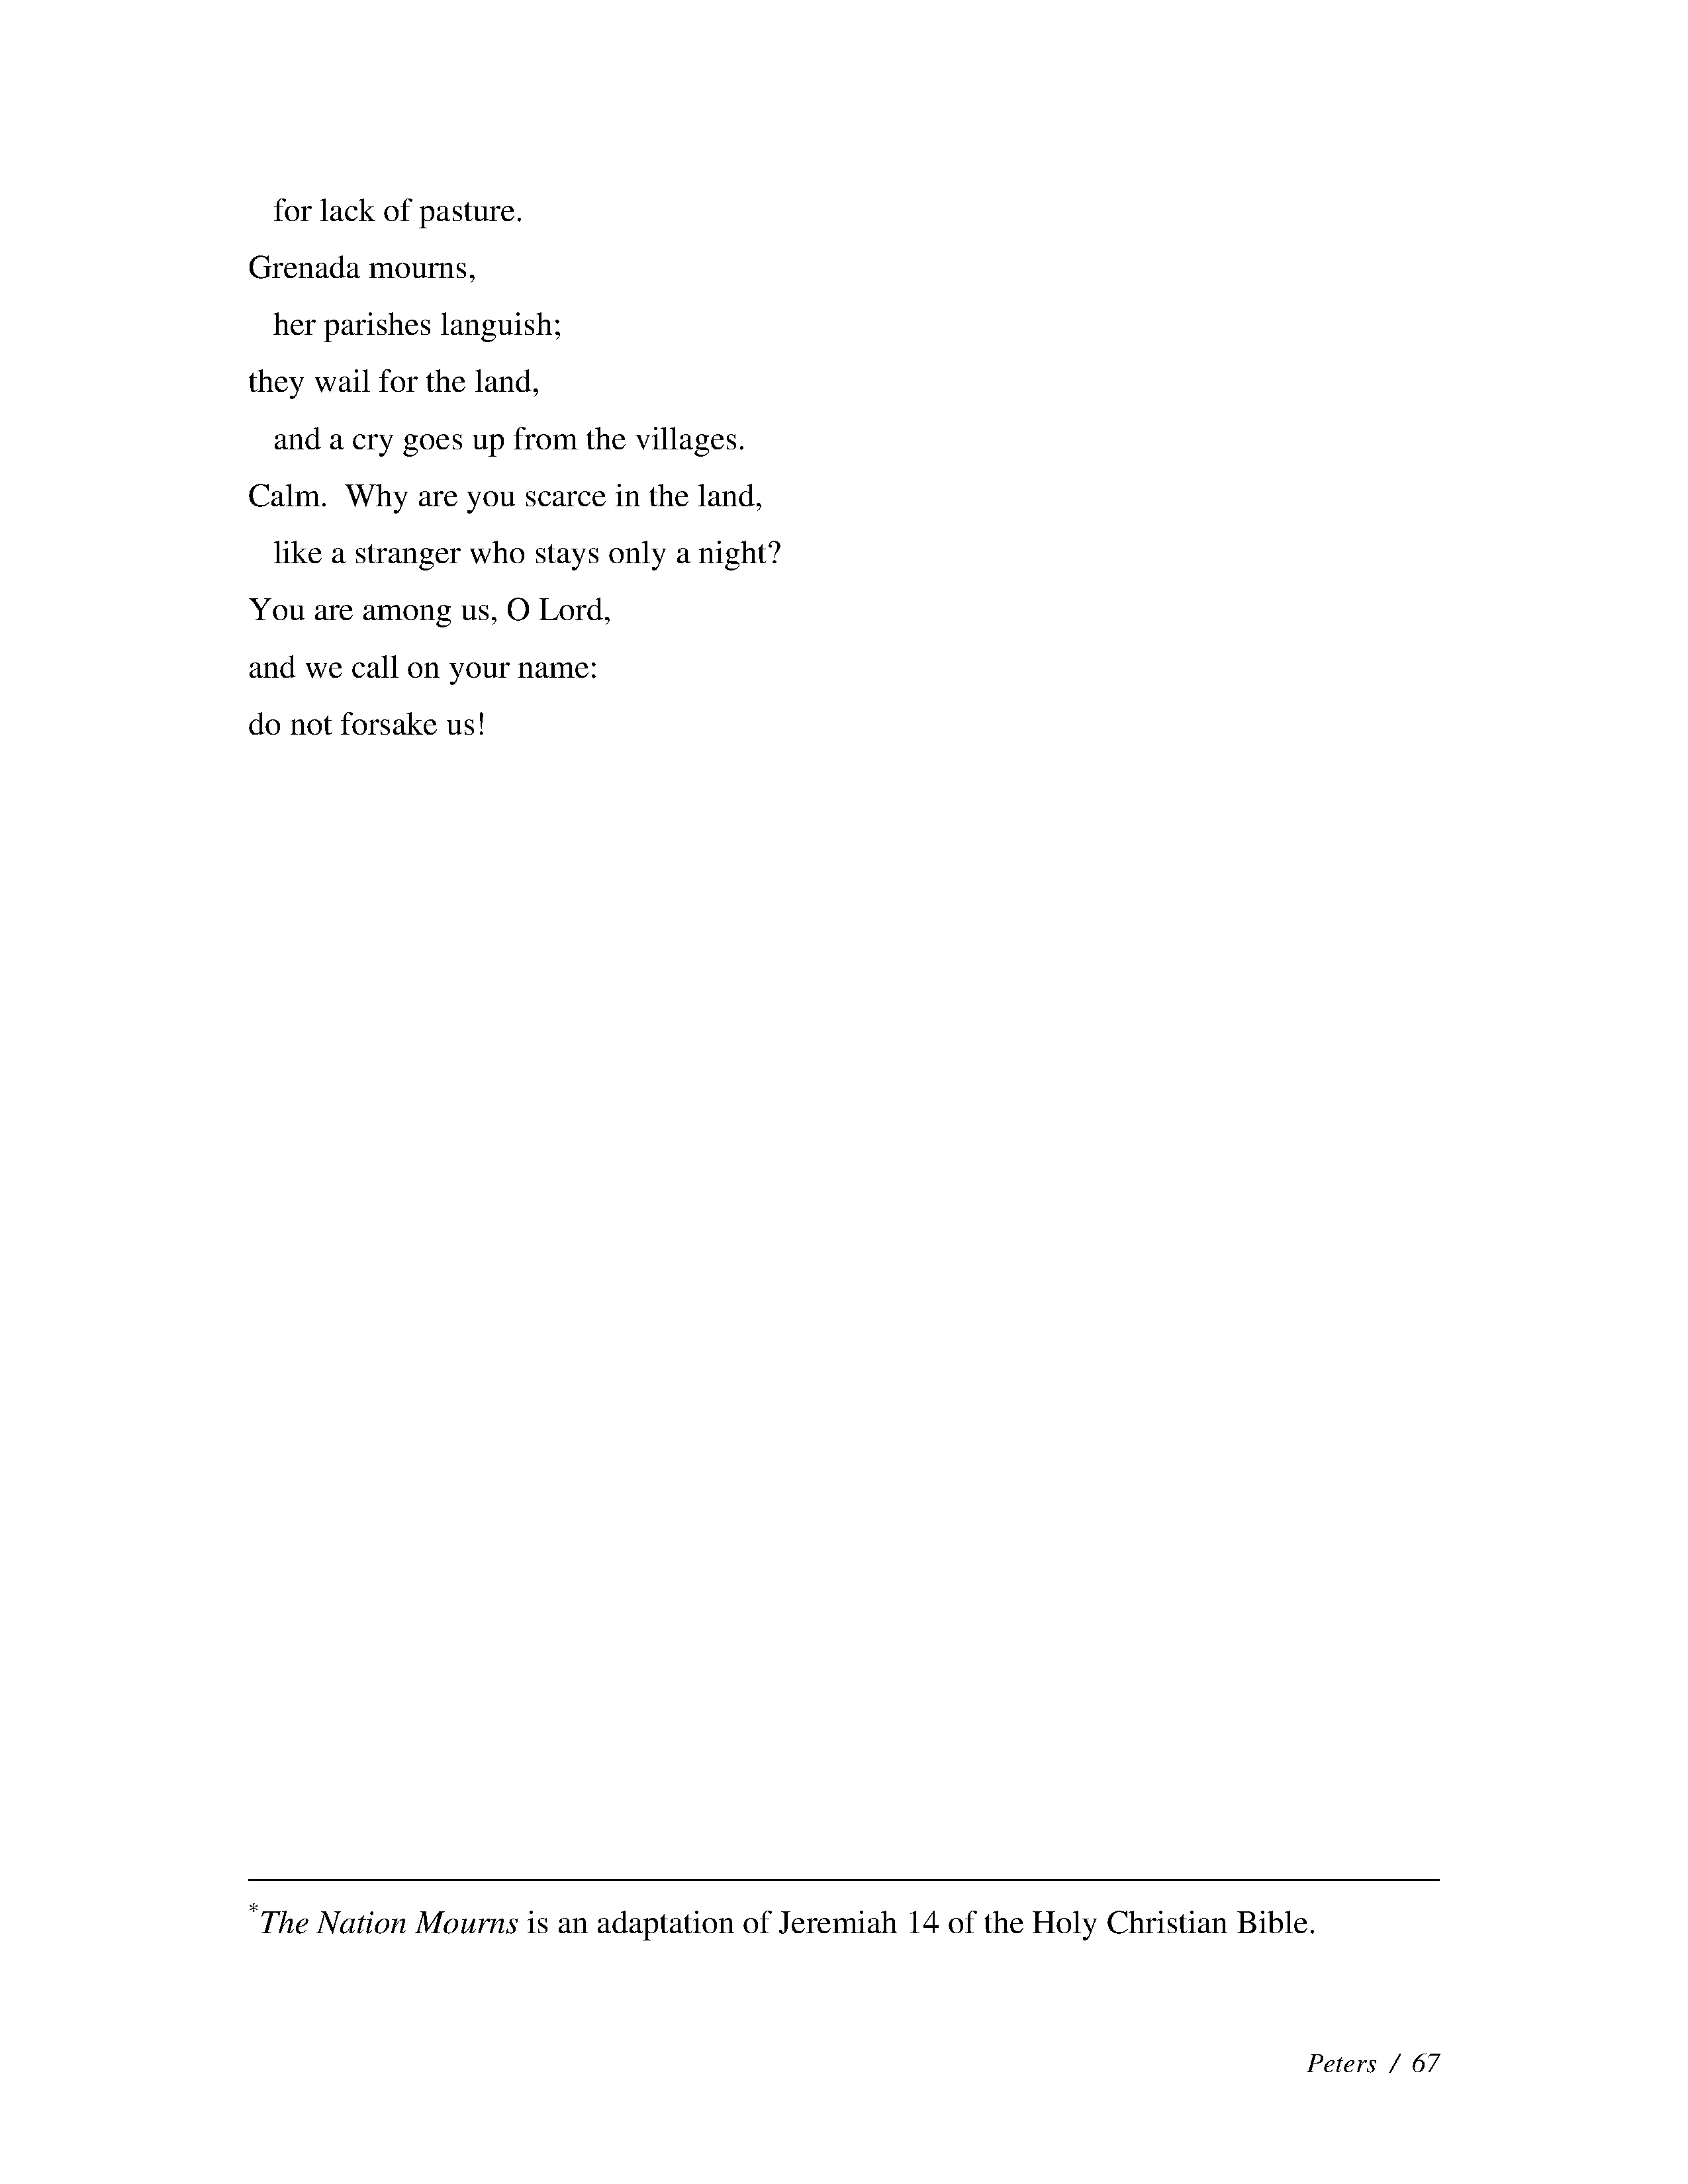 for lack of pasture.
Grenada mourns,
her parishes languish;
they wail for the land,
and a cry goes up from the villages.
Calm.  Why are you scarce in the land,
like a stranger who stays only a night?
You are among us, O Lord,
and we call on your name:
do not forsake us!
*The Nation Mourns is an adaptation of Jeremiah 14 of the Holy Christian Bible.
Peters / 67